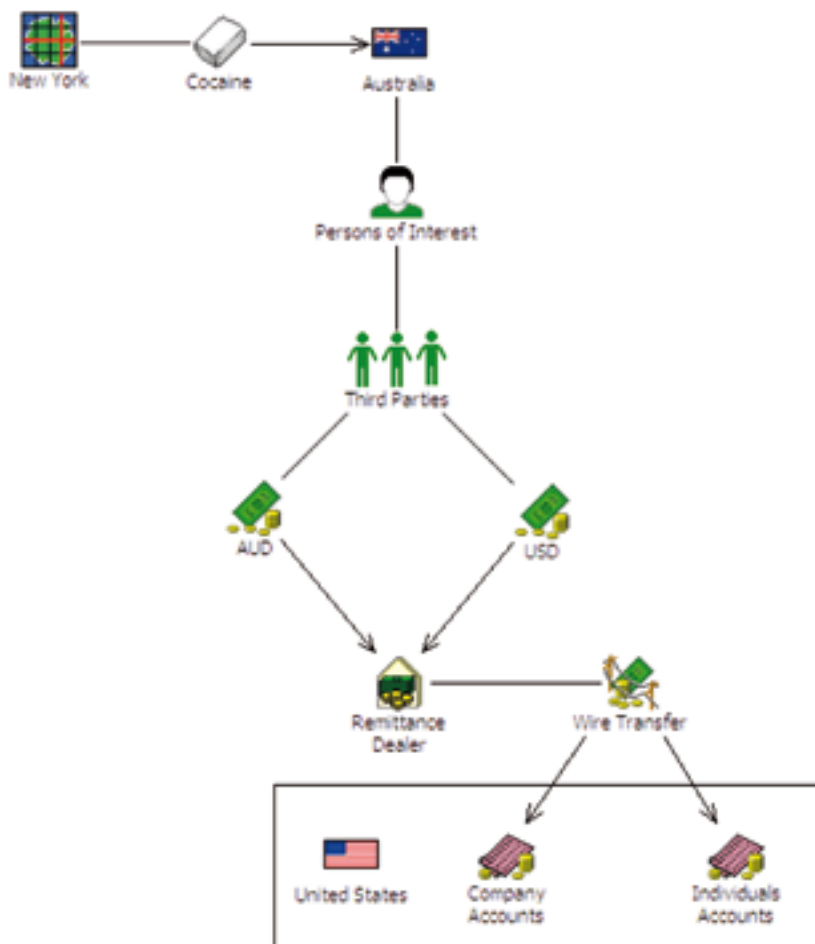 New York
Cocaine
Australia
Persons of Interest
Third Parties
AUD
USD
Remittance
Dealer
Wire Transfer
United States
Company
Accounts
Individuals
Accounts